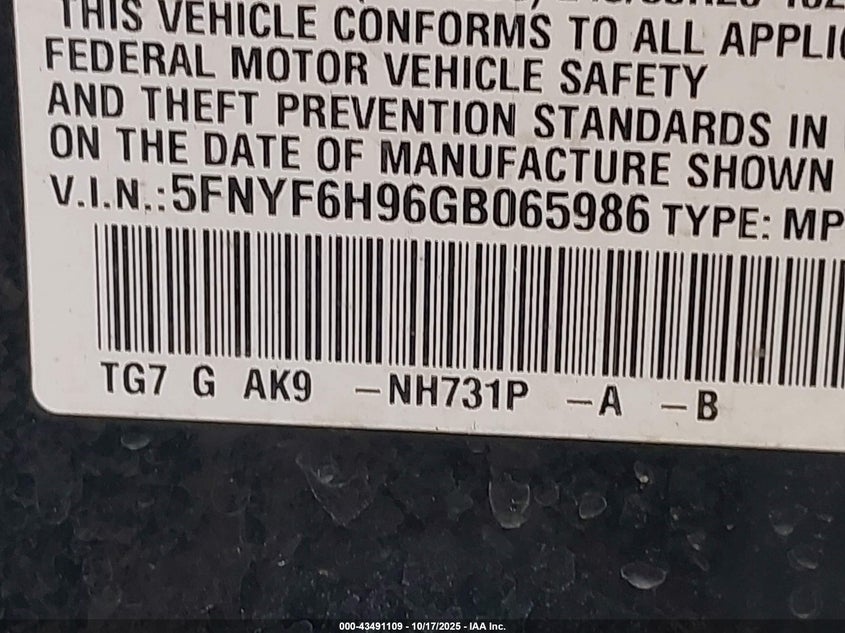 THIS VEHICLE CONFORMS TO ALL
FEDERAL MOTOR VEHICLE SAFETY
AND THEFT PREVENTION STANDARDS IN
ON THE DATE OF MANUFACTURE SHOWN
V.I.N.:5FNYF6H96GB065986 TYPE: MP
TG7 G AK9 -NH731P -A -B
000-43491109 - 10/17/2025 - IAA Inc.